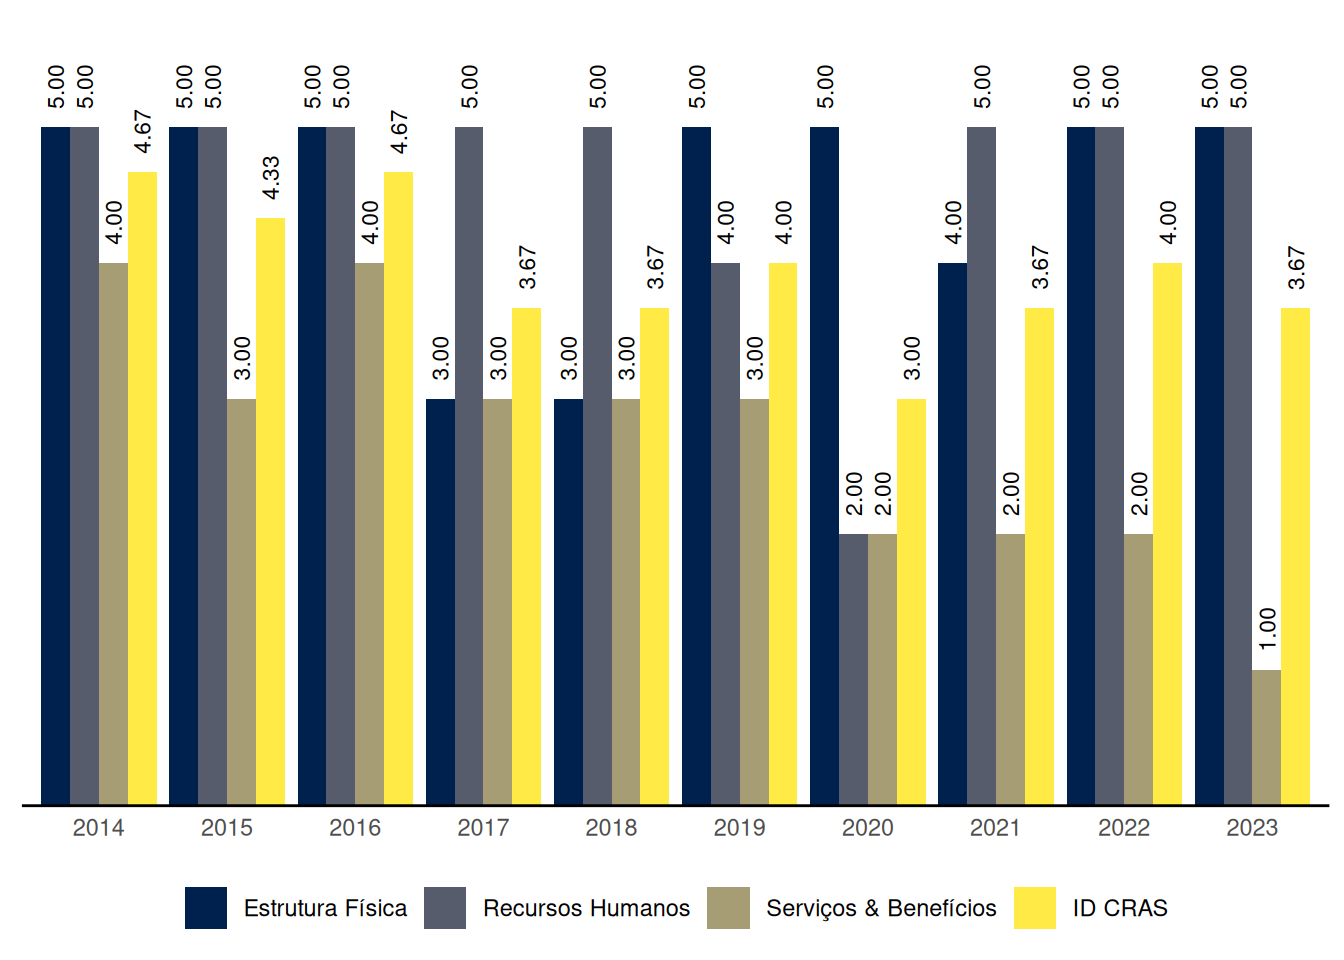 5.00 5.00 4.00 4.67 5.00 5.00 3.00 4.33 5.00 5.00 4.00 4.67 3.00 5.00 3.00 3.67 3.00 5.00 3.00 3.67 5.00 4.00 3.00 4.00 5.00 2.00 2.00 3.00 4.00 5.00 2.00 3.67 5.00 5.00 2.00 4.00 5.00 5.00 1.00 3.67
2014 2015 2016 2017 2018 2019 2020 2021 2022 2023
Estrutura Física Recursos Humanos Serviços & Benefícios ID CRAS